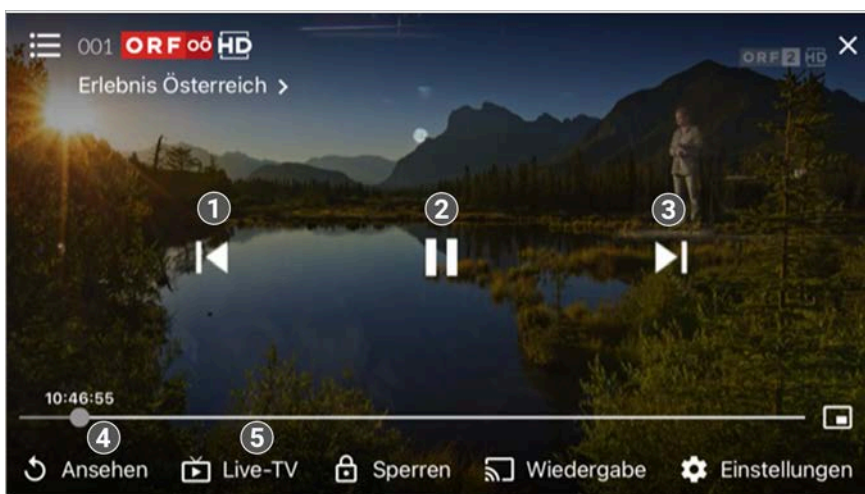 001 ORF oö HD
ORF 2 HD
Erlebnis Österreich
1 2 3
10:46:55
4 5
Ansehen Live-TV Sperren Wiedergabe Einstellungen